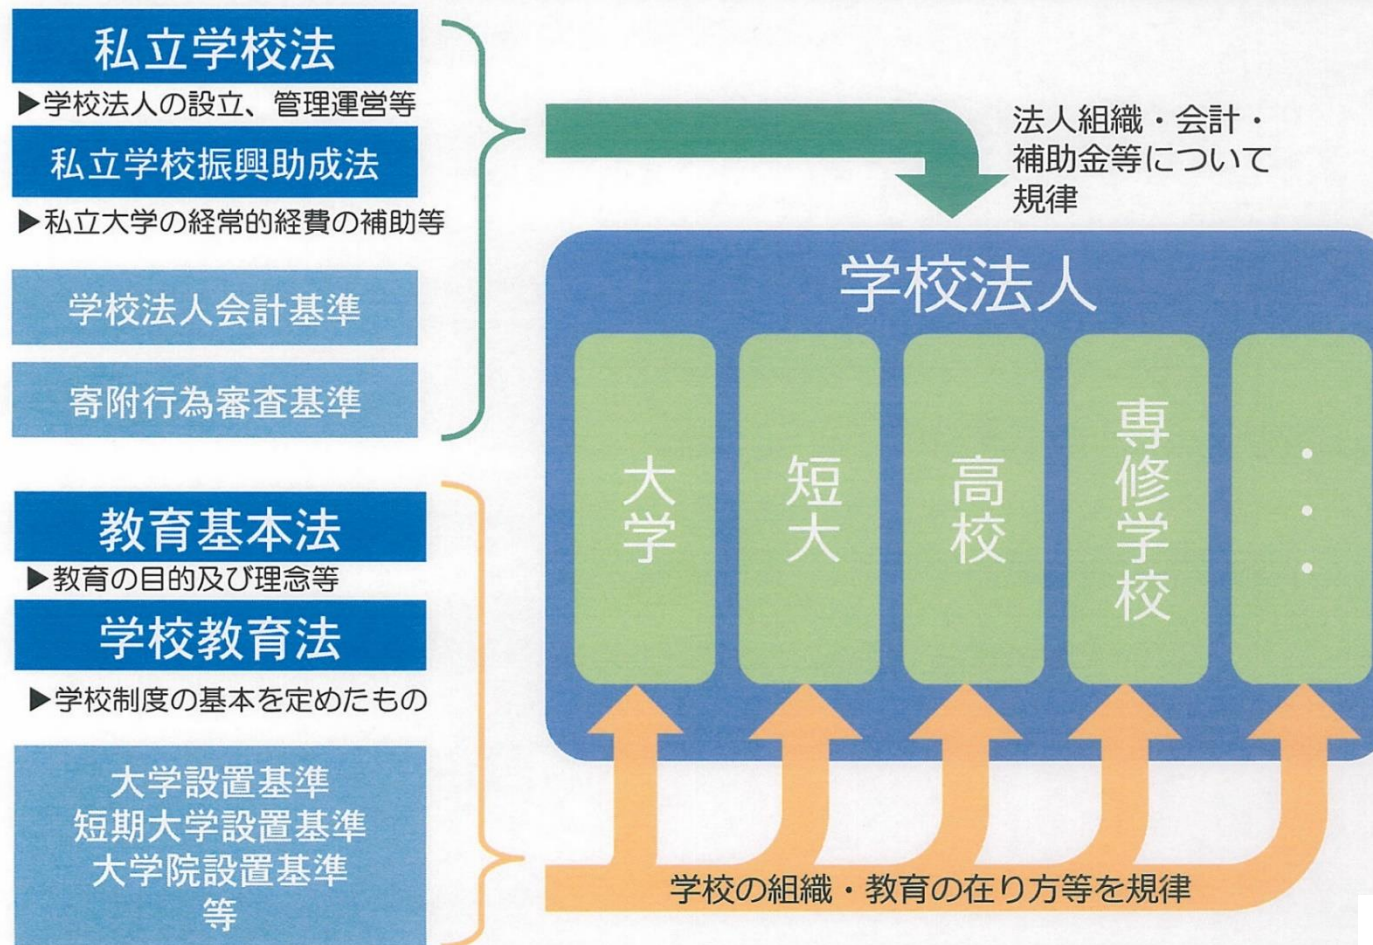 私立学校法
▶学校法人の設立、管理運営等
私立学校振興助成法
▶私立大学の経常的経費の補助等
学校法人会計基準
寄附行為審査基準
法人組織・会計・
補助金等について
規律
学校法人
大学
短大
高校
専修学校
・・・
教育基本法
▶教育の目的及び理念等
学校教育法
▶学校制度の基本を定めたもの
大学設置基準
短期大学設置基準
大学院設置基準
等
学校の組織・教育の在り方等を規律